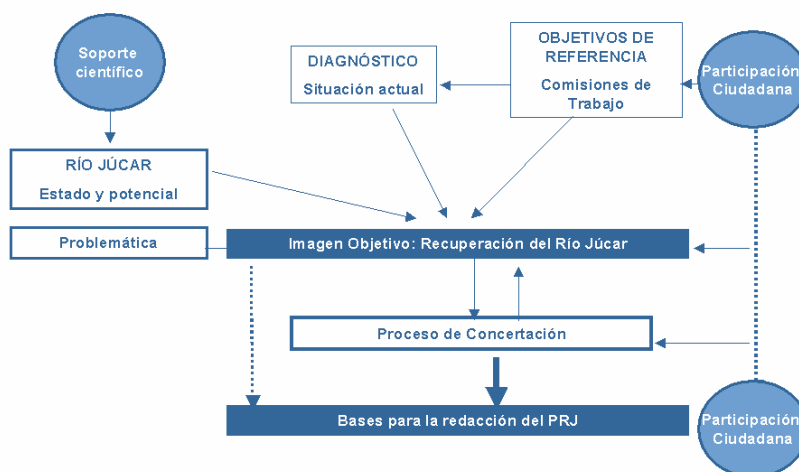 Soporte
científico
DIAGNÓSTICO
Situación actual
OBJETIVOS DE
REFERENCIA
Comisiones de
Trabajo
Participación
Ciudadana
RÍO JÚCAR
Estado y potencial
Problemática
Imagen Objetivo: Recuperación del Río Júcar
Proceso de Concertación
Bases para la redacción del PRJ
Participación
Ciudadana